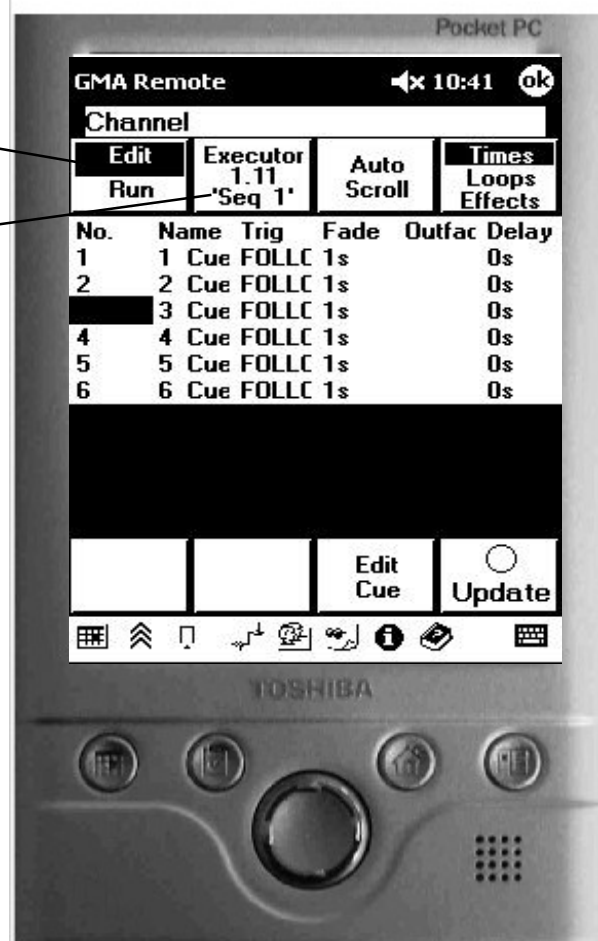 Pocket PC
GMA Remote 10:41 ok
Channel
Edit
Run
Executor
1.11
'Seq 1'
Auto
Scroll
Times
Loops
Effects
No. Name Trig Fade Outfac Delay
1 1 Cue FOLLC 1s 0s
2 2 Cue FOLLC 1s 0s
3 Cue FOLLC 1s 0s
4 4 Cue FOLLC 1s 0s
5 5 Cue FOLLC 1s 0s
6 6 Cue FOLLC 1s 0s
Edit
Cue
Update
TOSHIBA